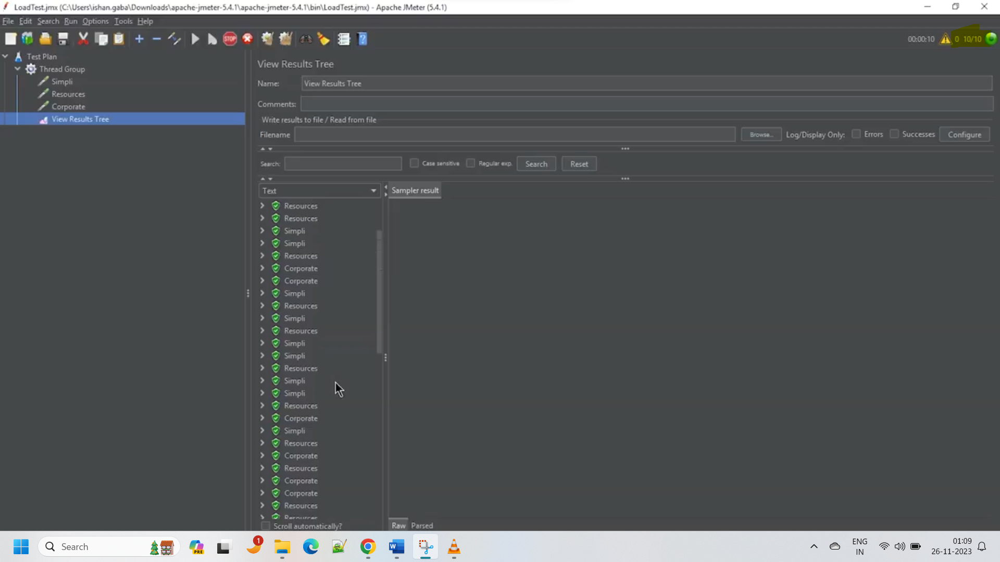 LoadTest.jmx (C:\Users\ishan.gaba\Downloads\apache-jmeter-5.4.1\apache-jmeter-5.4.1\bin\LoadTest.jmx) - Apache JMeter (5.4.1)
File Edit Search Run Options Tools Help
STOP
00:00:10 0 10/10
Test Plan
Thread Group
Simpli
Resources
Corporate
View Results Tree
View Results Tree
Name: View Results Tree
Comments:
Write results to file / Read from file
Filename Browse... Log/Display Only: Errors Successes Configure
Search: Case sensitive Regular exp. Search Reset
Text Sampler result
Resources
Resources
Simpli
Simpli
Resources
Corporate
Corporate
Simpli
Resources
Simpli
Resources
Simpli
Simpli
Resources
Simpli
Simpli
Resources
Corporate
Simpli
Resources
Corporate
Resources
Corporate
Corporate
Resources
Resources
Scroll automatically?
Raw Parsed
Search
PRE
1
W
ENG
IN
01:09
26-11-2023